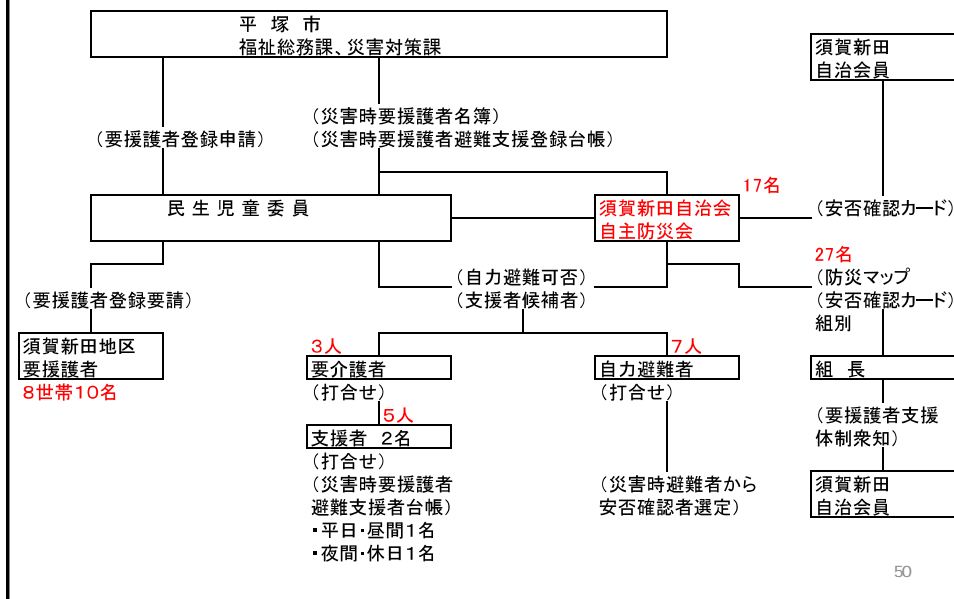 平 塚 市
福祉総務課、災害対策課
須賀新田
自治会員
(要援護者登録申請)
(災害時要援護者名簿)
(災害時要援護者避難支援登録台帳)
民 生 児 童 委 員
須賀新田自治会
自主防災会
17名
(安否確認カード)
27名
(防災マップ
(安否確認カード)
組別
(自力避難可否)
(支援者候補者)
(要援護者登録要請)
須賀新田地区
要援護者
8世帯10名
3人
要介護者
(打合せ)
5人
支援者 2名
(打合せ)
(災害時要援護者
避難支援者台帳)
・平日・昼間1名
・夜間・休日1名
7人
自力避難者
(打合せ)
(災害時避難者から
安否確認者選定)
組 長
(要援護者支援
体制衆知)
須賀新田
自治会員
50